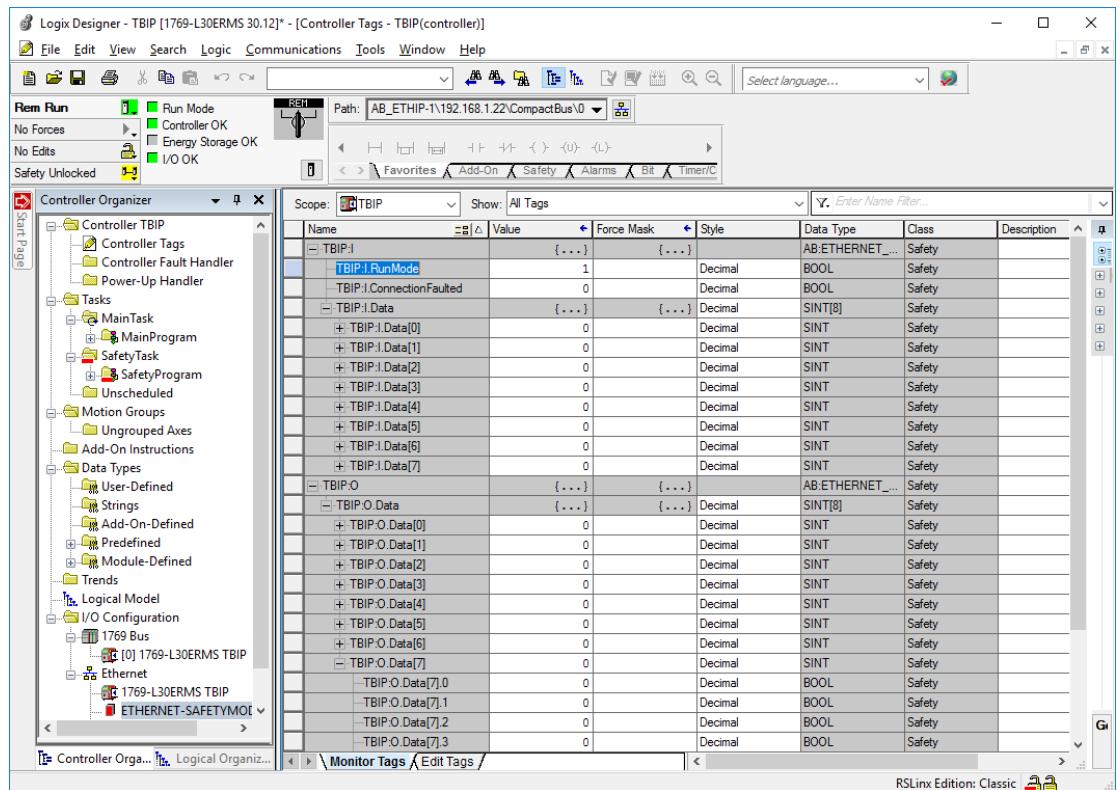 Logix Designer - TBIP [1769-L30ERMS 30.12]* - [Controller Tags - TBIP(controller)]
File Edit View Search Logic Communications Tools Window Help
Select language...
Rem Run
No Forces
No Edits
Safety Unlocked
Run Mode
Controller OK
Energy Storage OK
I/O OK
REM
Path: AB_ETHIP-1\192.168.1.22\CompactBus\0
Favorites Add-On Safety Alarms Bit Timer/C
Start Page
Controller Organizer
Controller TBIP
Controller Tags
Controller Fault Handler
Power-Up Handler
Tasks
MainTask
MainProgram
SafetyTask
SafetyProgram
Unscheduled
Motion Groups
Ungrouped Axes
Add-On Instructions
Data Types
User-Defined
Strings
Add-On-Defined
Predefined
Module-Defined
Trends
Logical Model
I/O Configuration
1769 Bus
[0] 1769-L30ERMS TBIP
Ethernet
1769-L30ERMS TBIP
ETHERNET-SAFETYMOD
Controller Orga... Logical Organiz...
Scope: TBIP Show: All Tags Enter Name Filter...
Name Value Force Mask Style Data Type Class Description
TBIP:I {...} {...} AB:ETHERNET_... Safety
TBIP:I.RunMode 1 Decimal BOOL Safety
TBIP:I.ConnectionFaulted 0 Decimal BOOL Safety
TBIP:I.Data {...} {...} Decimal SINT[8] Safety
TBIP:I.Data[0] 0 Decimal SINT Safety
TBIP:I.Data[1] 0 Decimal SINT Safety
TBIP:I.Data[2] 0 Decimal SINT Safety
TBIP:I.Data[3] 0 Decimal SINT Safety
TBIP:I.Data[4] 0 Decimal SINT Safety
TBIP:I.Data[5] 0 Decimal SINT Safety
TBIP:I.Data[6] 0 Decimal SINT Safety
TBIP:I.Data[7] 0 Decimal SINT Safety
TBIP:O {...} {...} AB:ETHERNET_... Safety
TBIP:O.Data {...} {...} Decimal SINT[8] Safety
TBIP:O.Data[0] 0 Decimal SINT Safety
TBIP:O.Data[1] 0 Decimal SINT Safety
TBIP:O.Data[2] 0 Decimal SINT Safety
TBIP:O.Data[3] 0 Decimal SINT Safety
TBIP:O.Data[4] 0 Decimal SINT Safety
TBIP:O.Data[5] 0 Decimal SINT Safety
TBIP:O.Data[6] 0 Decimal SINT Safety
TBIP:O.Data[7] 0 Decimal SINT Safety
TBIP:O.Data[7].0 0 Decimal BOOL Safety
TBIP:O.Data[7].1 0 Decimal BOOL Safety
TBIP:O.Data[7].2 0 Decimal BOOL Safety
TBIP:O.Data[7].3 0 Decimal BOOL Safety
Monitor Tags Edit Tags
RSLinx Edition: Classic